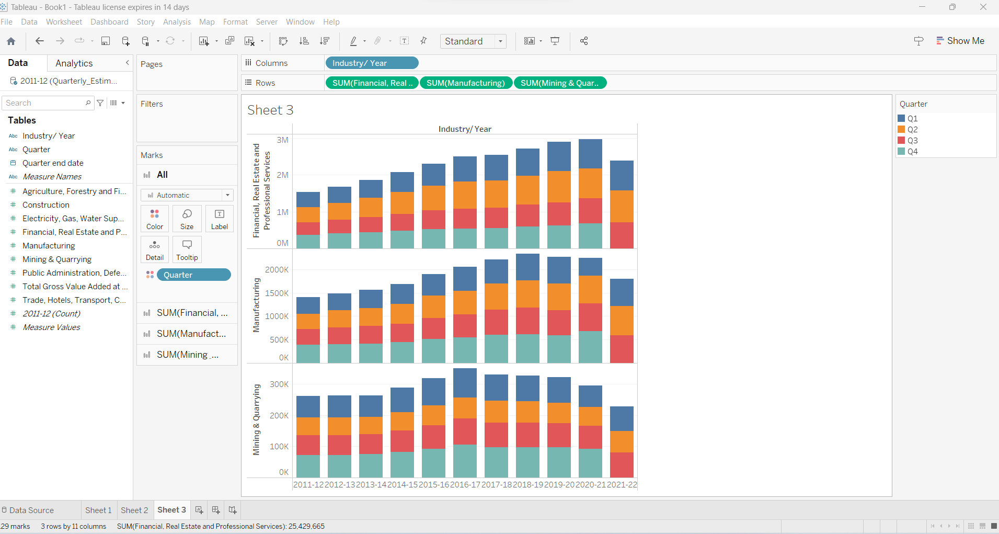 Tableau - Book1 - Tableau license expires in 14 days
File Data Worksheet Dashboard Story Analysis Map Format Server Window Help
Standard
Show Me
Data Analytics
2011-12 (Quarterly_Estim...
Search
Tables
Abc Industry/ Year
Abc Quarter
Quarter end date
Abc Measure Names
# Agriculture, Forestry and Fi...
# Construction
# Electricity, Gas, Water Sup...
# Financial, Real Estate and P...
# Manufacturing
# Mining & Quarrying
# Public Administration, Defe...
# Total Gross Value Added at ...
# Trade, Hotels, Transport, C...
# 2011-12 (Count)
# Measure Values
Pages
Filters
Marks
All
Automatic
Color Size Label
Detail Tooltip
Quarter
SUM(Financial, ...
SUM(Manufact...
SUM(Mining_...
Columns Industry/ Year
Rows SUM(Financial, Real .. SUM(Manufacturing) SUM(Mining & Quar..
Sheet 3
Industry/ Year
Financial, Real Estate and
Professional Services
3M
2M
1M
0M
Manufacturing
2000K
1500K
1000K
500K
0K
Mining & Quarrying
300K
200K
100K
0K
2011-12 2012-13 2013-14 2014-15 2015-16 2016-17 2017-18 2018-19 2019-20 2020-21 2021-22
Quarter
Q1
Q2
Q3
Q4
Data Source Sheet 1 Sheet 2 Sheet 3
29 marks 3 rows by 11 columns SUM(Financial, Real Estate and Professional Services): 25,429,665